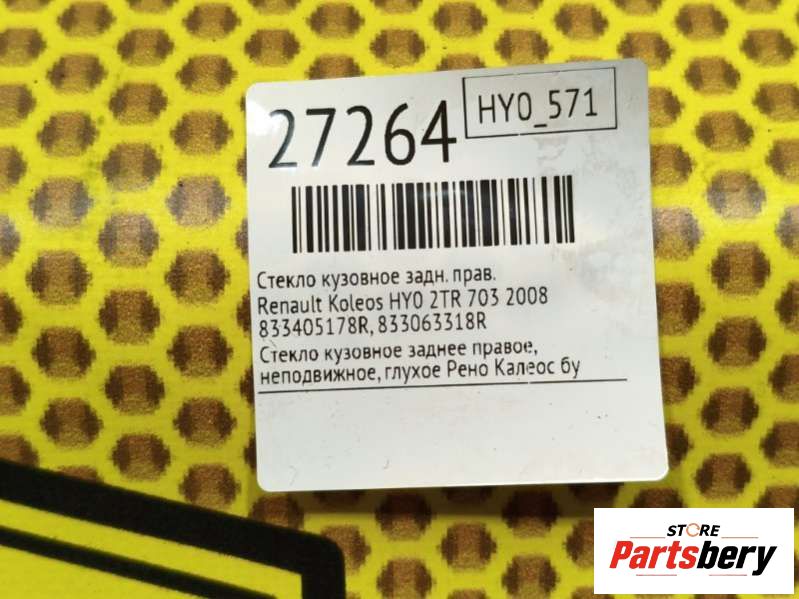 27264
HY0_571
Стекло кузовное задн. прав.
Renault Koleos HY0 2TR 703 2008
833405178R, 833063318R
Стекло кузовное заднее правое,
неподвижное, глухое Рено Калеос бу
STORE
Partsbery